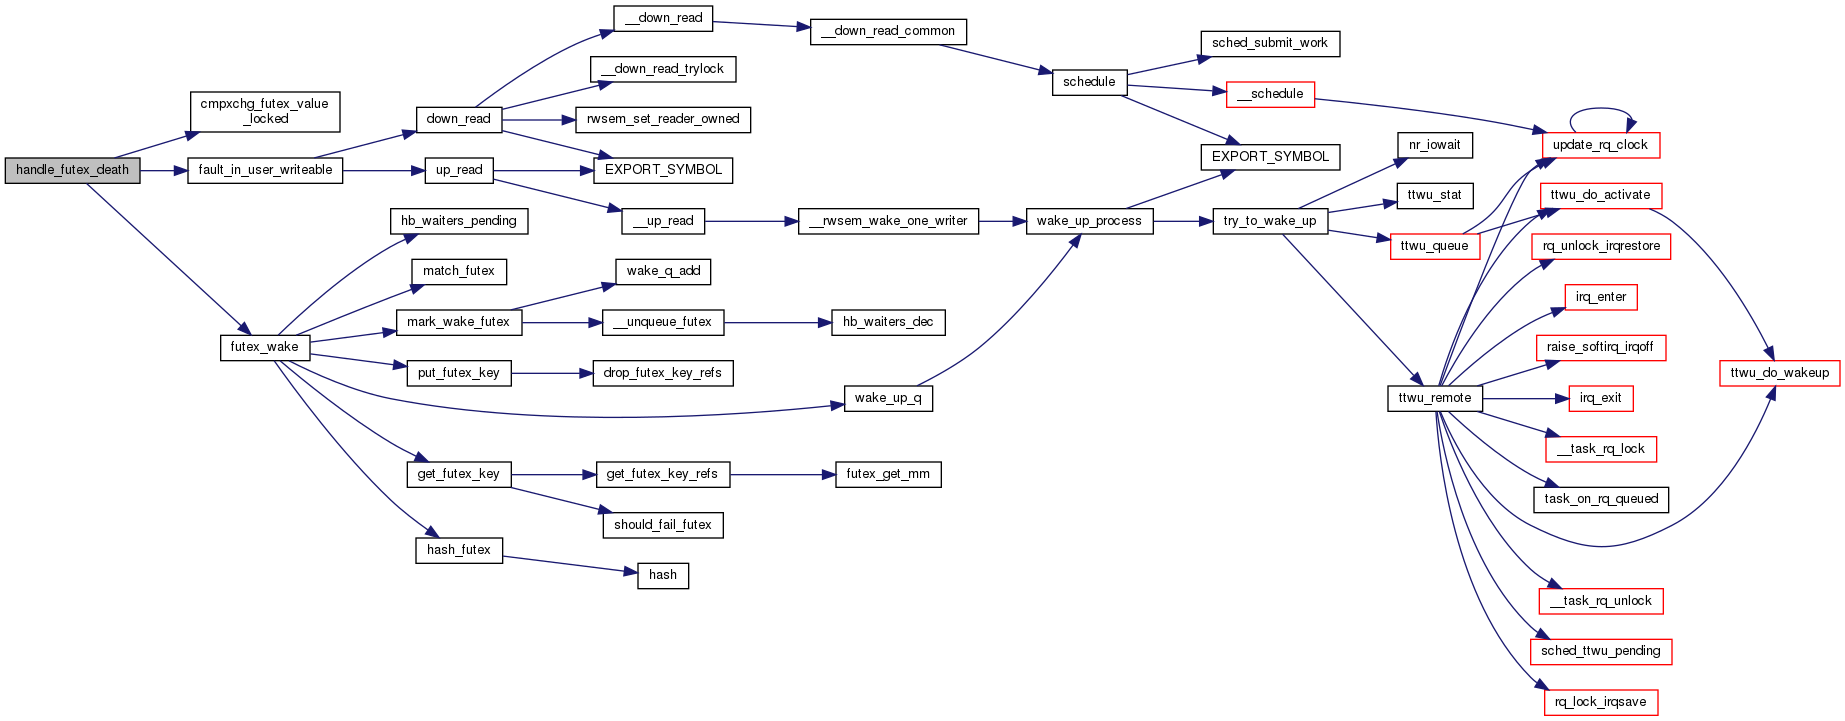 handle_futex_death
cmpxchg_futex_value
_locked
fault_in_user_writeable
futex_wake
down_read
up_read
hb_waiters_pending
match_futex
mark_wake_futex
put_futex_key
get_futex_key
hash_futex
__down_read
__down_read_trylock
rwsem_set_reader_owned
EXPORT_SYMBOL
__up_read
wake_q_add
__unqueue_futex
drop_futex_key_refs
get_futex_key_refs
should_fail_futex
hash
__down_read_common
__rwsem_wake_one_writer
hb_waiters_dec
wake_up_q
futex_get_mm
schedule
wake_up_process
sched_submit_work
__schedule
EXPORT_SYMBOL
try_to_wake_up
nr_iowait
ttwu_stat
ttwu_queue
ttwu_remote
update_rq_clock
ttwu_do_activate
rq_unlock_irqrestore
irq_enter
raise_softirq_irqoff
irq_exit
__task_rq_lock
task_on_rq_queued
__task_rq_unlock
sched_ttwu_pending
rq_lock_irqsave
ttwu_do_wakeup